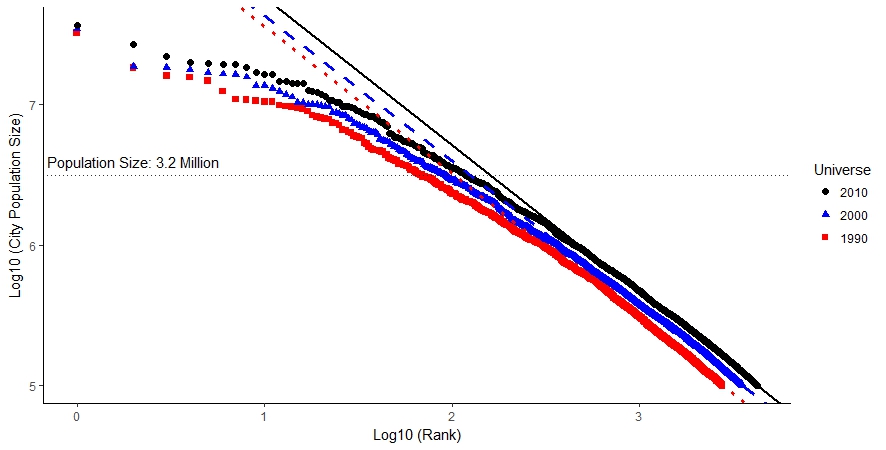 7
Population Size: 3.2 Million
6
5
Log10 (City Population Size)
0 1 2 3
Log10 (Rank)
Universe
2010
2000
1990